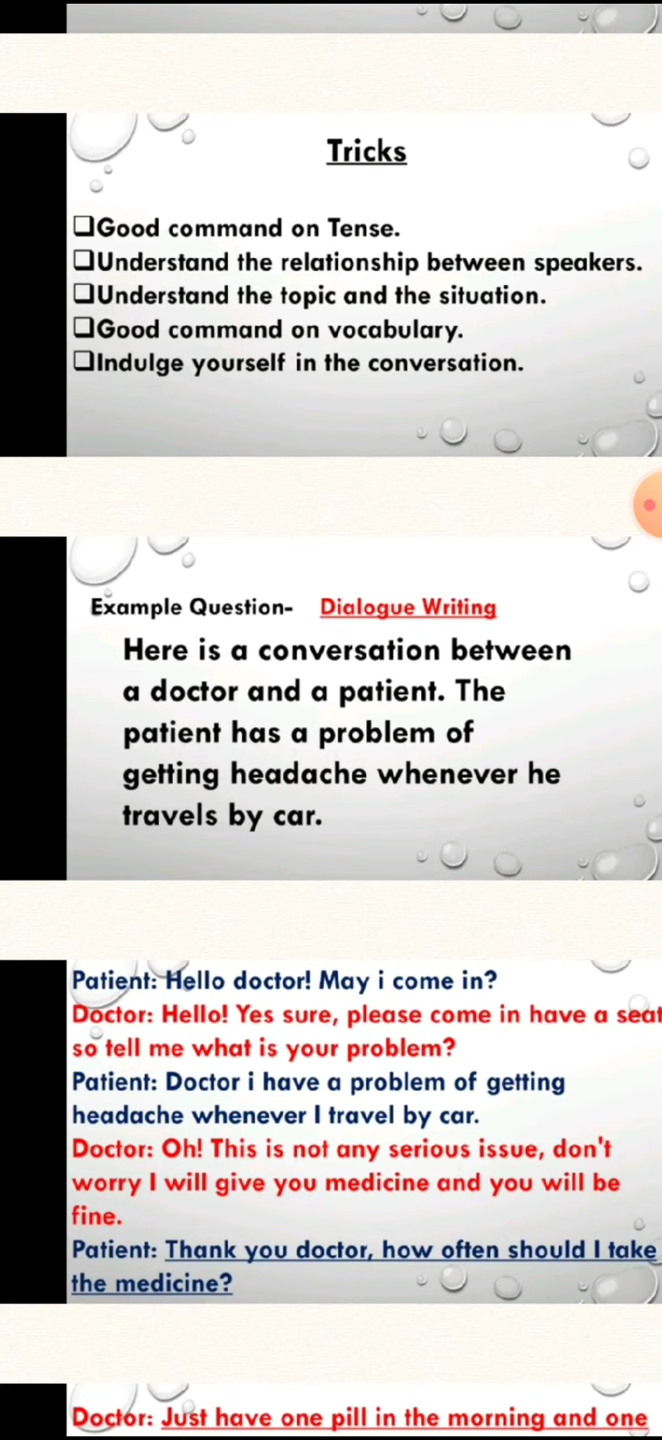 Tricks
❑Good command on Tense.
❑Understand the relationship between speakers.
❑Understand the topic and the situation.
❑Good command on vocabulary.
❑Indulge yourself in the conversation.
Example Question- Dialogue Writing
Here is a conversation between
a doctor and a patient. The
patient has a problem of
getting headache whenever he
travels by car.
Patient: Hello doctor! May i come in?
Doctor: Hello! Yes sure, please come in have a seat
so tell me what is your problem?
Patient: Doctor i have a problem of getting
headache whenever I travel by car.
Doctor: Oh! This is not any serious issue, don't
worry I will give you medicine and you will be
fine.
Patient: Thank you doctor, how often should I take
the medicine?
Doctor: Just have one pill in the morning and one